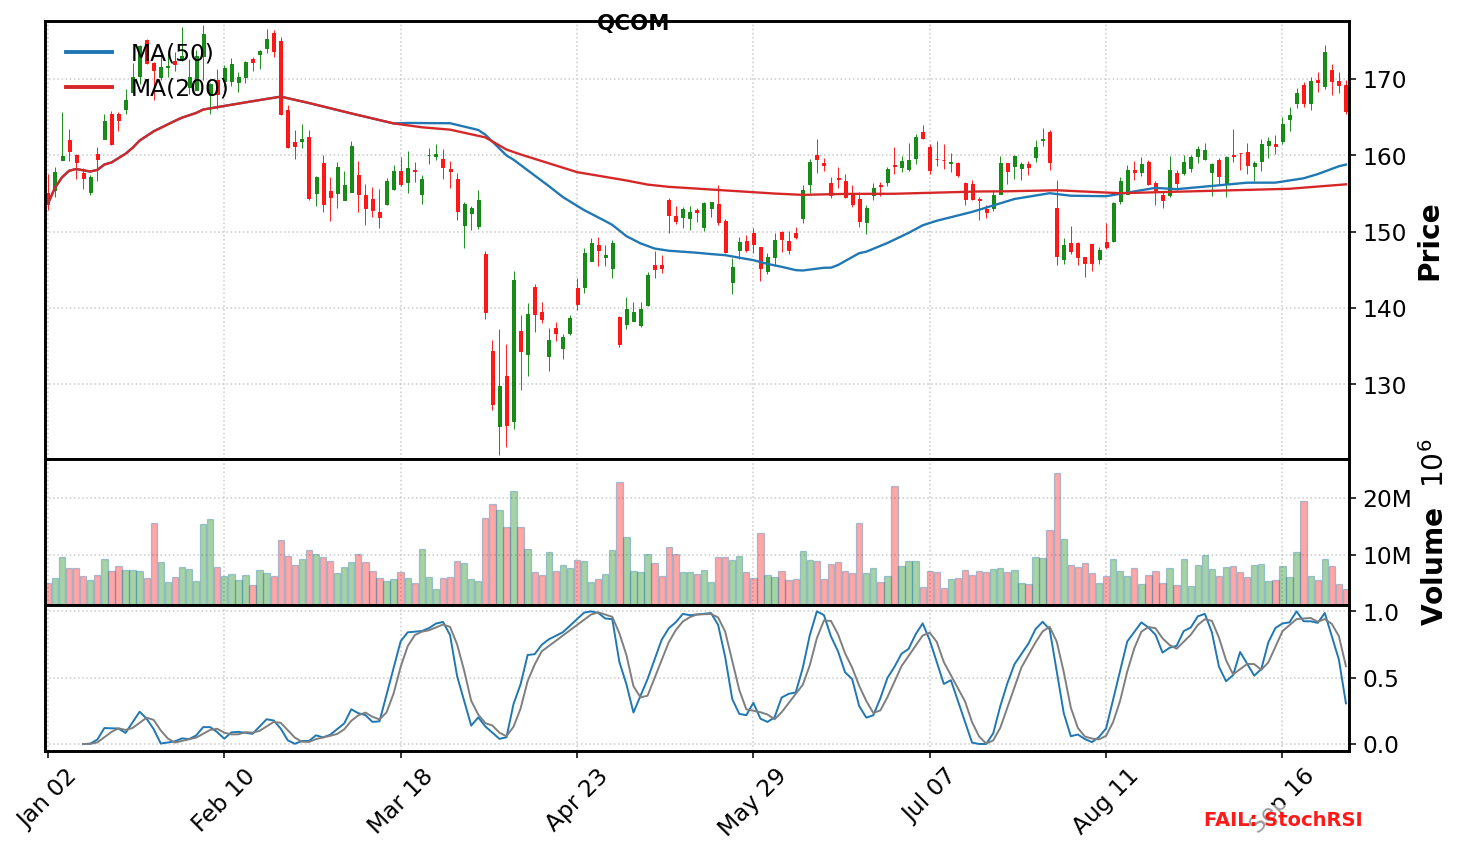 QCOM
MA(50)
MA(200)
170
160
150
140
130
Price
20M
10M
Volume 10⁶
1.0
0.5
0.0
Jan 02
Feb 10
Mar 18
Apr 23
May 29
Jul 07
Aug 11
Sep 16
FAIL: StochRSI